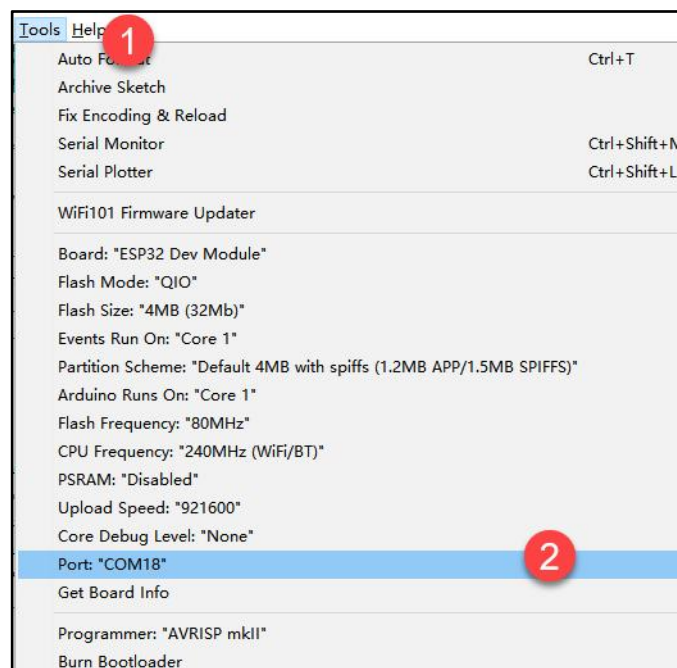 Tools Help
1
Auto Format Ctrl+T
Archive Sketch
Fix Encoding & Reload
Serial Monitor Ctrl+Shift+M
Serial Plotter Ctrl+Shift+L
WiFi101 Firmware Updater
Board: "ESP32 Dev Module"
Flash Mode: "QIO"
Flash Size: "4MB (32Mb)"
Events Run On: "Core 1"
Partition Scheme: "Default 4MB with spiffs (1.2MB APP/1.5MB SPIFFS)"
Arduino Runs On: "Core 1"
Flash Frequency: "80MHz"
CPU Frequency: "240MHz (WiFi/BT)"
PSRAM: "Disabled"
Upload Speed: "921600"
Core Debug Level: "None"
Port: "COM18" 2
Get Board Info
Programmer: "AVRISP mkII"
Burn Bootloader